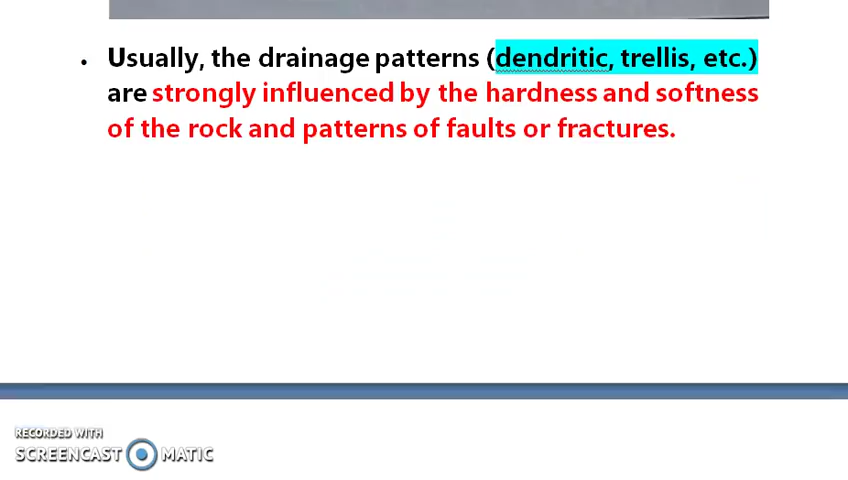 • Usually, the drainage patterns (dendritic, trellis, etc.)
are strongly influenced by the hardness and softness
of the rock and patterns of faults or fractures.
RECORDED WITH
SCREENCAST MATIC